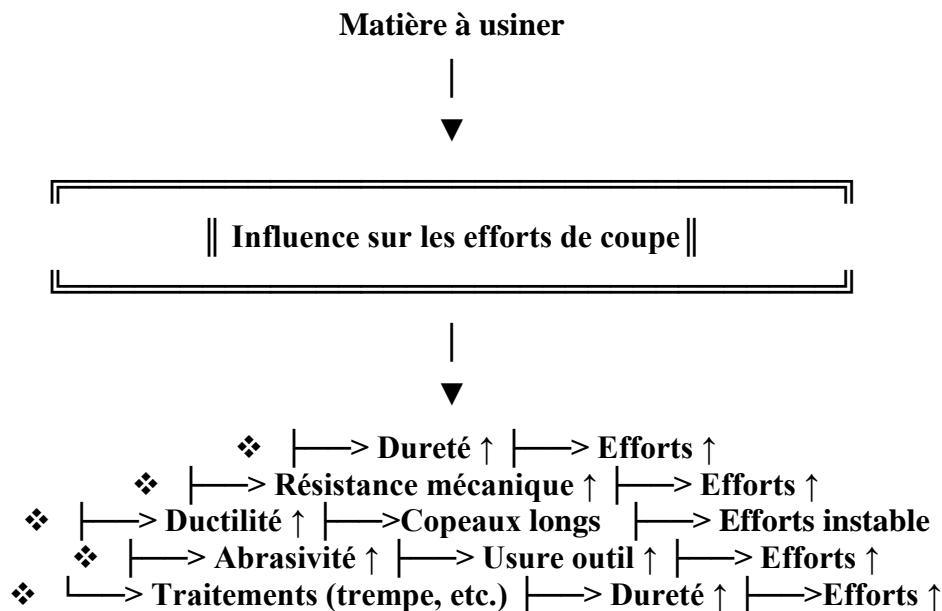 Matière à usiner
│
▼
╔══════════════════════════════╗
║ Influence sur les efforts de coupe║
╚══════════════════════════════╝
│
▼
❖ ├──> Dureté ↑ ├──> Efforts ↑
❖ ├──> Résistance mécanique ↑ ├──> Efforts ↑
❖ ├──> Ductilité ↑ ├──>Copeaux longs ├──> Efforts instable
❖ ├──> Abrasivité ↑ ├──> Usure outil ↑ ├──> Efforts ↑
❖ └──> Traitements (trempe, etc.) ├──> Dureté ↑ ├──>Efforts ↑